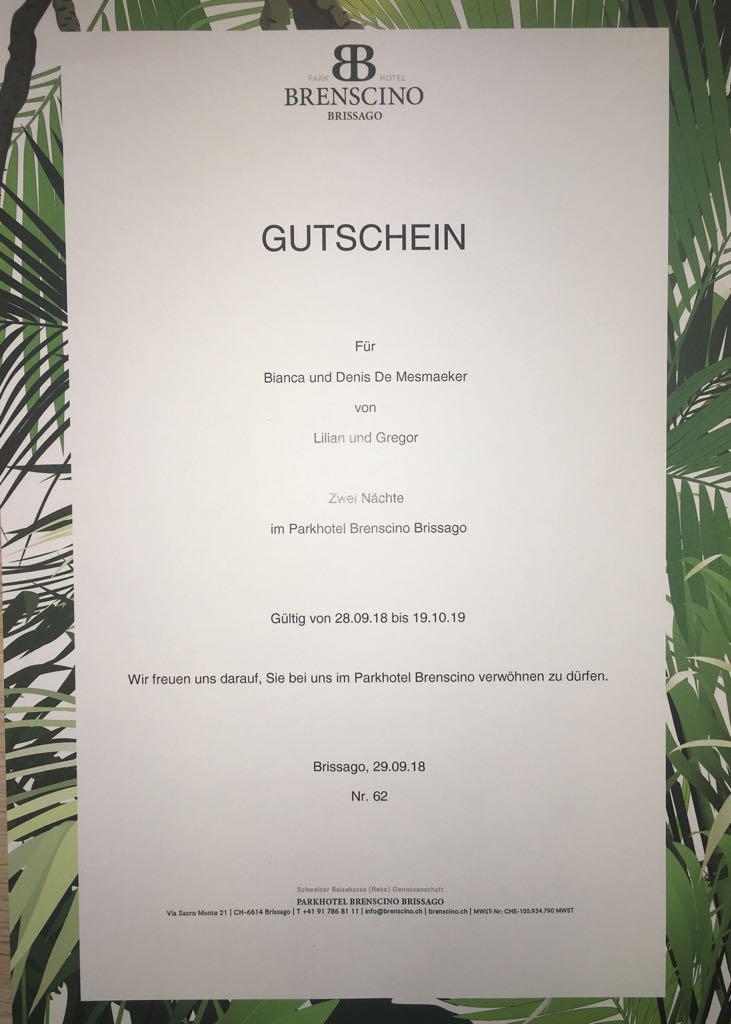 BB
PARK HOTEL
BRENSCINO
BRISSAGO
GUTSCHEIN
Für
Bianca und Denis De Mesmaeker
von
Lilian und Gregor
Zwei Nächte
im Parkhotel Brenscino Brissago
Gültig von 28.09.18 bis 19.10.19
Wir freuen uns darauf, Sie bei uns im Parkhotel Brenscino verwöhnen zu dürfen.
Brissago, 29.09.18
Nr. 62
Schweizer Reisekasse (Reka) Genossenschaft
PARKHOTEL BRENSCINO BRISSAGO
Via Sacro Monte 21 | CH-6614 Brissago | T +41 91 786 81 11 | info@brenscino.ch | brenscino.ch | MWST-Nr: CHE-105.934.790 MWST